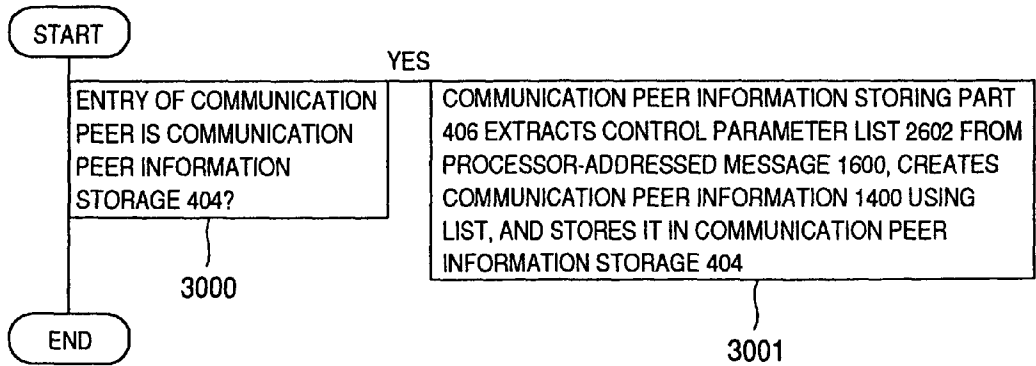 START
YES
ENTRY OF COMMUNICATION
PEER IS COMMUNICATION
PEER INFORMATION
STORAGE 404?
3000
COMMUNICATION PEER INFORMATION STORING PART
406 EXTRACTS CONTROL PARAMETER LIST 2602 FROM
PROCESSOR-ADDRESSED MESSAGE 1600, CREATES
COMMUNICATION PEER INFORMATION 1400 USING
LIST, AND STORES IT IN COMMUNICATION PEER
INFORMATION STORAGE 404
3001
END